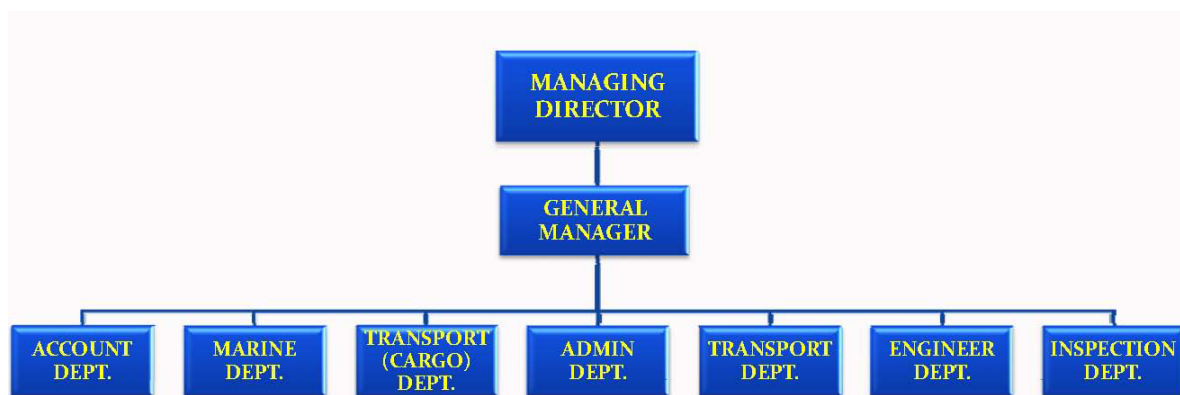 MANAGING
DIRECTOR
GENERAL
MANAGER
ACCOUNT
DEPT.
MARINE
DEPT.
TRANSPORT
(CARGO)
DEPT.
ADMIN
DEPT.
TRANSPORT
DEPT.
ENGINEER
DEPT.
INSPECTION
DEPT.